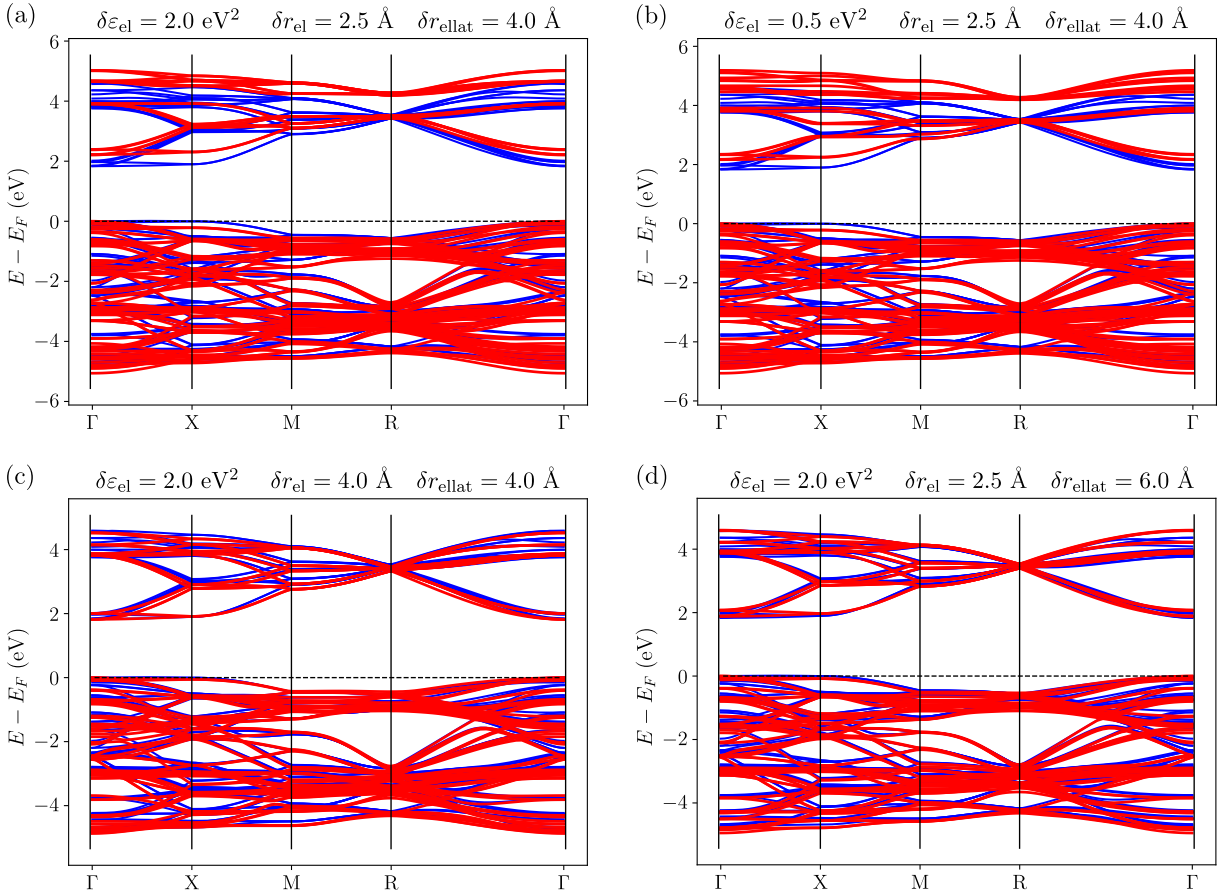 (a) δε_el = 2.0 eV² δr_el = 2.5 Å δr_ellat = 4.0 Å
6
4
2
0
−2
−4
−6
E − E_F (eV)
Γ X M R Γ
(b) δε_el = 0.5 eV² δr_el = 2.5 Å δr_ellat = 4.0 Å
6
4
2
0
−2
−4
−6
E − E_F (eV)
Γ X M R Γ
(c) δε_el = 2.0 eV² δr_el = 4.0 Å δr_ellat = 4.0 Å
4
2
0
−2
−4
E − E_F (eV)
Γ X M R Γ
(d) δε_el = 2.0 eV² δr_el = 2.5 Å δr_ellat = 6.0 Å
4
2
0
−2
−4
E − E_F (eV)
Γ X M R Γ